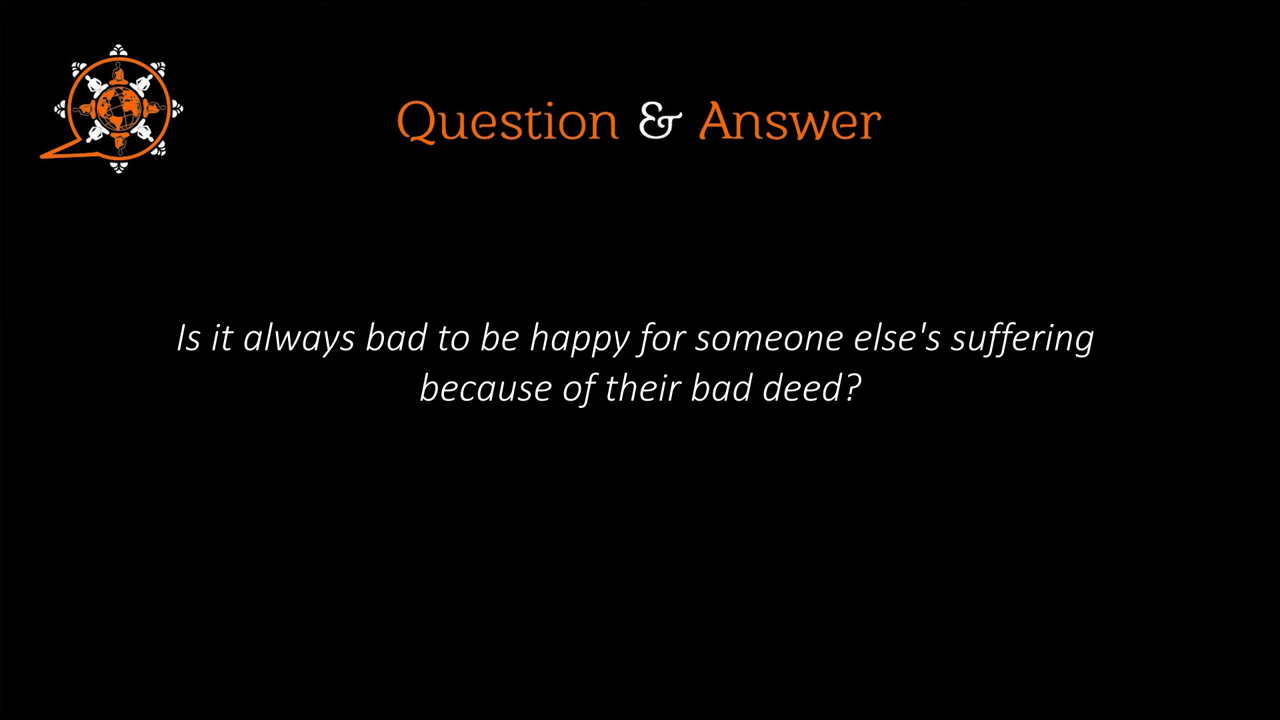 Question & Answer
Is it always bad to be happy for someone else's suffering
because of their bad deed?